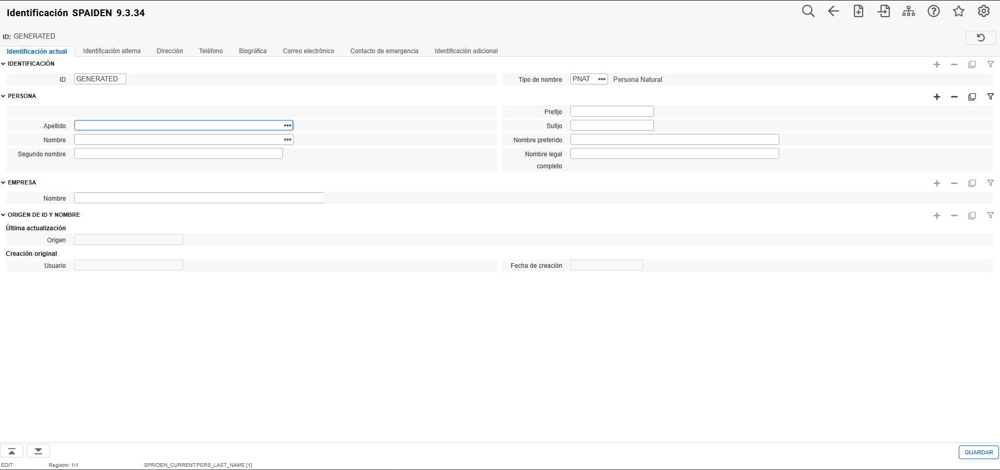 Identificación SPAIDEN 9.3.34
ID: GENERATED
Identificación actual Identificación alterna Dirección Teléfono Biográfica Correo electrónico Contacto de emergencia Identificación adicional
IDENTIFICACIÓN
ID GENERATED Tipo de nombre PNAT ••• Persona Natural
PERSONA
Prefijo
Apellido ••• Sufijo
Nombre ••• Nombre preferido
Segundo nombre Nombre legal
completo
EMPRESA
Nombre
ORIGEN DE ID Y NOMBRE
Última actualización
Origen
Creación original
Usuario Fecha de creación
GUARDAR
EDIT Registro: 1/1 SPRIDEN_CURRENT.PERS_LAST_NAME [1]